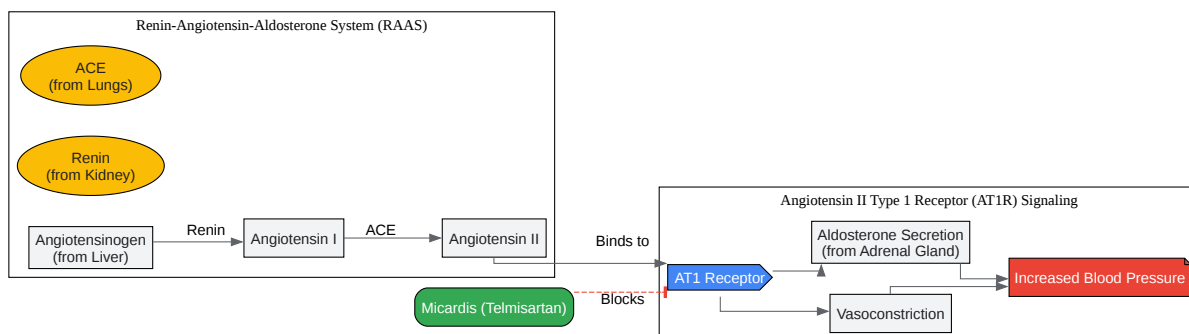 Renin-Angiotensin-Aldosterone System (RAAS)
ACE
(from Lungs)
Renin
(from Kidney)
Angiotensinogen
(from Liver)
Renin
Angiotensin I
ACE
Angiotensin II
Binds to
Blocks
Micardis (Telmisartan)
Angiotensin II Type 1 Receptor (AT1R) Signaling
AT1 Receptor
Aldosterone Secretion
(from Adrenal Gland)
Vasoconstriction
Increased Blood Pressure